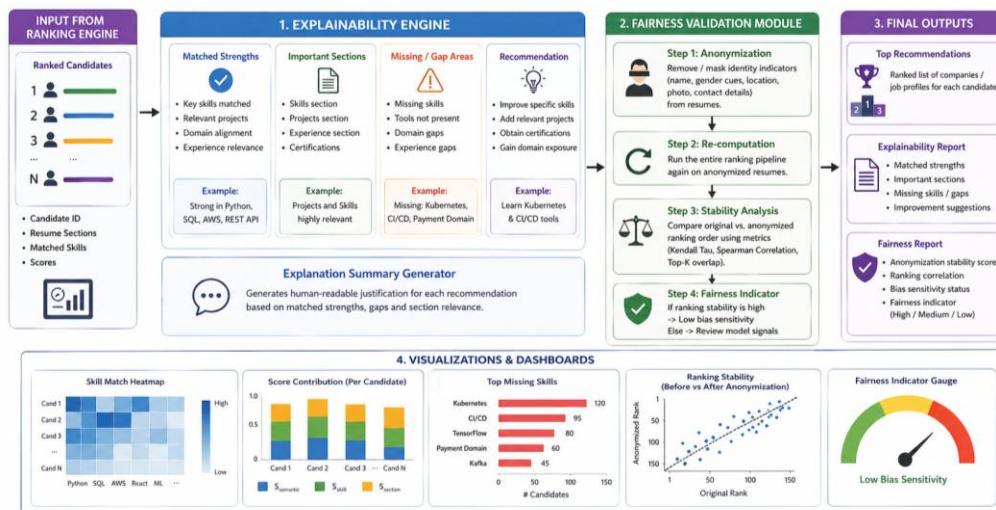 INPUT FROM
RANKING ENGINE
Ranked Candidates
1
2
3
... ...
N
• Candidate ID
• Resume Sections
• Matched Skills
• Scores
1. EXPLAINABILITY ENGINE
Matched Strengths
• Key skills matched
• Relevant projects
• Domain alignment
• Experience relevance
Example:
Strong in Python,
SQL, AWS, REST API
Important Sections
• Skills section
• Projects section
• Experience section
• Certifications
Example:
Projects and Skills
highly relevant
Missing / Gap Areas
• Missing skills
• Tools not present
• Domain gaps
• Experience gaps
Example:
Missing: Kubernetes,
CI/CD, Payment Domain
Recommendation
• Improve specific skills
• Add relevant projects
• Obtain certifications
• Gain domain exposure
Example:
Learn Kubernetes
& CI/CD tools
Explanation Summary Generator
Generates human-readable justification for each recommendation
based on matched strengths, gaps and section relevance.
2. FAIRNESS VALIDATION MODULE
Step 1: Anonymization
Remove / mask identity indicators
(name, gender cues, location,
photo, contact details)
from resumes.
Step 2: Re-computation
Run the entire ranking pipeline
again on anonymized resumes.
Step 3: Stability Analysis
Compare original vs. anonymized
ranking order using metrics
(Kendall Tau, Spearman Correlation,
Top-K overlap).
Step 4: Fairness Indicator
If ranking stability is high
-> Low bias sensitivity
Else -> Review model signals
3. FINAL OUTPUTS
Top Recommendations
Ranked list of companies /
job profiles for each candidate
2 1 3
Explainability Report
• Matched strengths
• Important sections
• Missing skills / gaps
• Improvement suggestions
Fairness Report
• Anonymization stability score
• Ranking correlation
• Bias sensitivity status
• Fairness indicator
(High / Medium / Low)
4. VISUALIZATIONS & DASHBOARDS
Skill Match Heatmap
Cand 1
Cand 2
Cand 3
...
Cand N
Python SQL AWS React ML ...
High
Low
Score Contribution (Per Candidate)
1.0
0.5
0
Cand 1 Cand 2 Cand 3 ... Cand N
Ssemantic Sskill Ssection
Top Missing Skills
Kubernetes 120
CI/CD 95
TensorFlow 80
Payment Domain 60
Kafka 45
0 50 100 150
# Candidates
Ranking Stability
(Before vs After Anonymization)
Anonymized Rank
1
50
100
150
1 50 100 150
Original Rank
Fairness Indicator Gauge
Low Bias Sensitivity